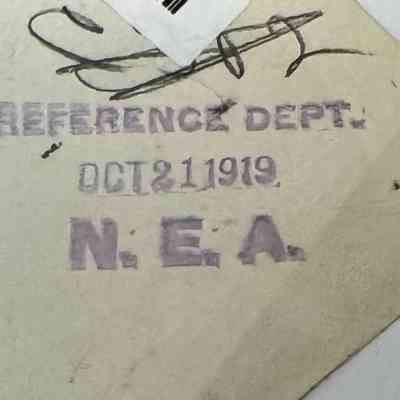 REFERENCE DEPT.
OCT 21 1919
N. E. A.